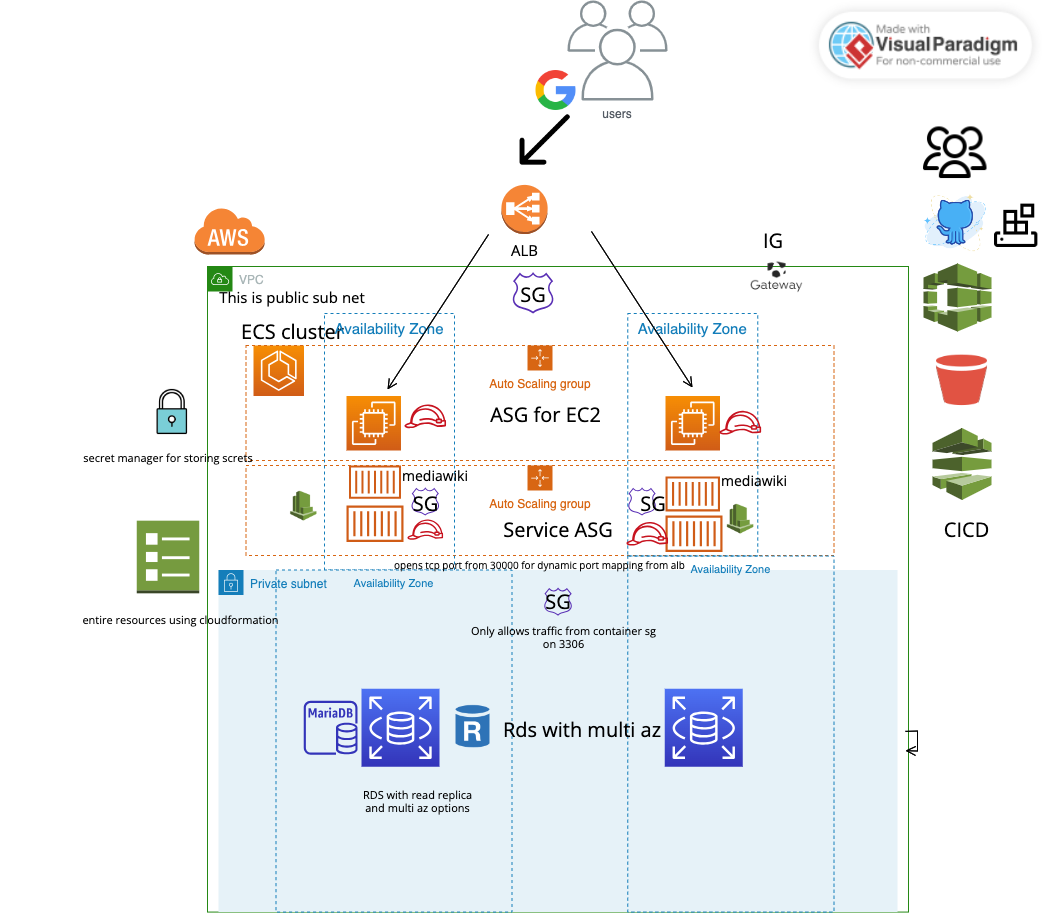 Made with
Visual Paradigm
For non-commercial use
users
AWS
ALB
IG
Gateway
VPC
This is public sub net
SG
ECS cluster
Availability Zone
Availability Zone
Auto Scaling group
ASG for EC2
secret manager for storing screts
mediawiki
mediawiki
SG
SG
Auto Scaling group
Service ASG
CICD
opens tcp port from 30000 for dynamic port mapping from alb
Availability Zone
Private subnet
Availability Zone
SG
entire resources using cloudformation
Only allows traffic from container sg
on 3306
MariaDB
R
Rds with multi az
RDS with read replica
and multi az options